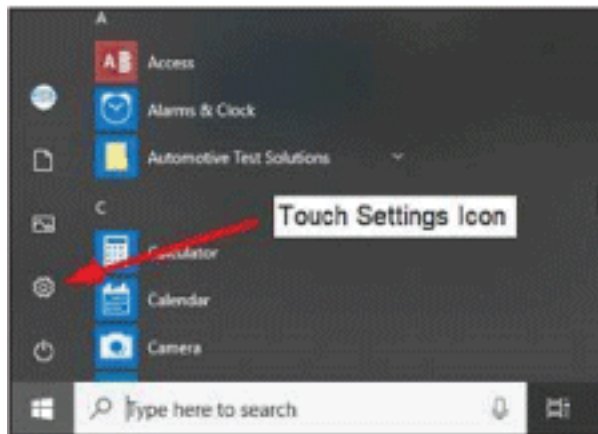 A
Access
Alarms & Clock
Automotive Test Solutions
C
Touch Settings Icon
Calculator
Calendar
Camera
Type here to search